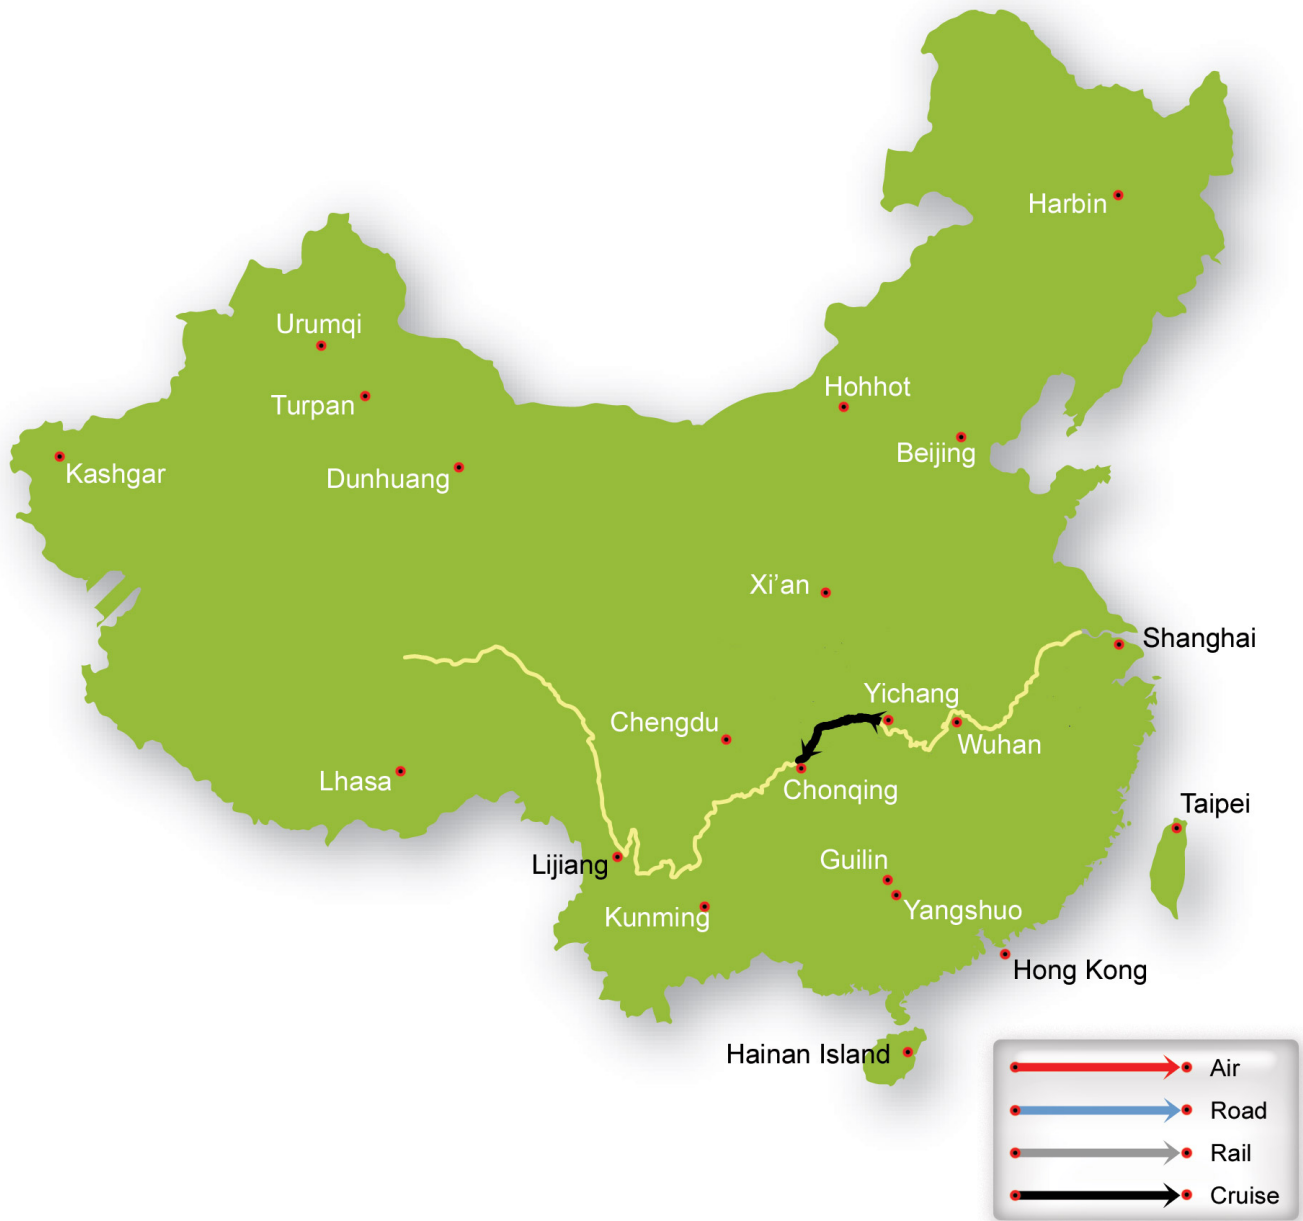 Harbin
Urumqi
Hohhot
Turpan
Beijing
Kashgar
Dunhuang
Xi’an
Shanghai
Yichang
Chengdu
Wuhan
Lhasa
Chonqing
Taipei
Lijiang
Guilin
Kunming
Yangshuo
Hong Kong
Hainan Island
Air
Road
Rail
Cruise